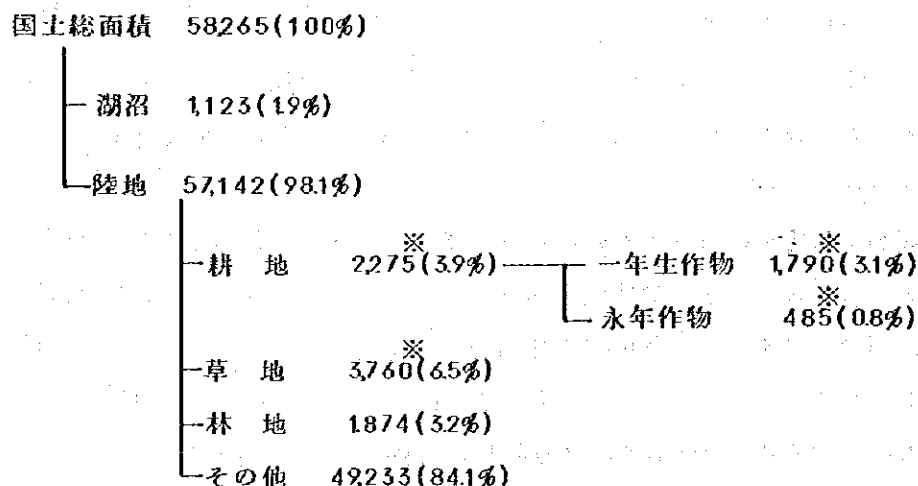 国土総面積 58,265(100%)
湖沼 1,123(1.9%)
陸地 57,142(98.1%)
※ ※
耕 地 2,275(3.9%) 一年生作物 1,790(3.1%)
※
永年作物 485(0.8%)
※
草 地 3,760(6.5%)
林 地 1,874(3.2%)
その他 49,233(84.1%)